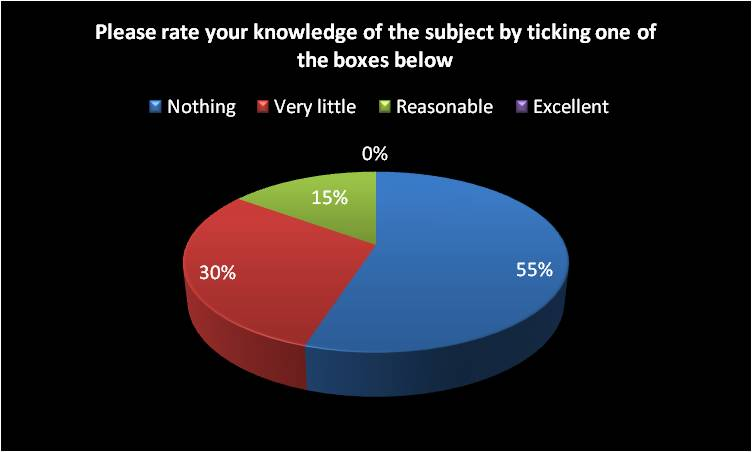 Please rate your knowledge of the subject by ticking one of
the boxes below
Nothing Very little Reasonable Excellent
0%
15%
30%
55%